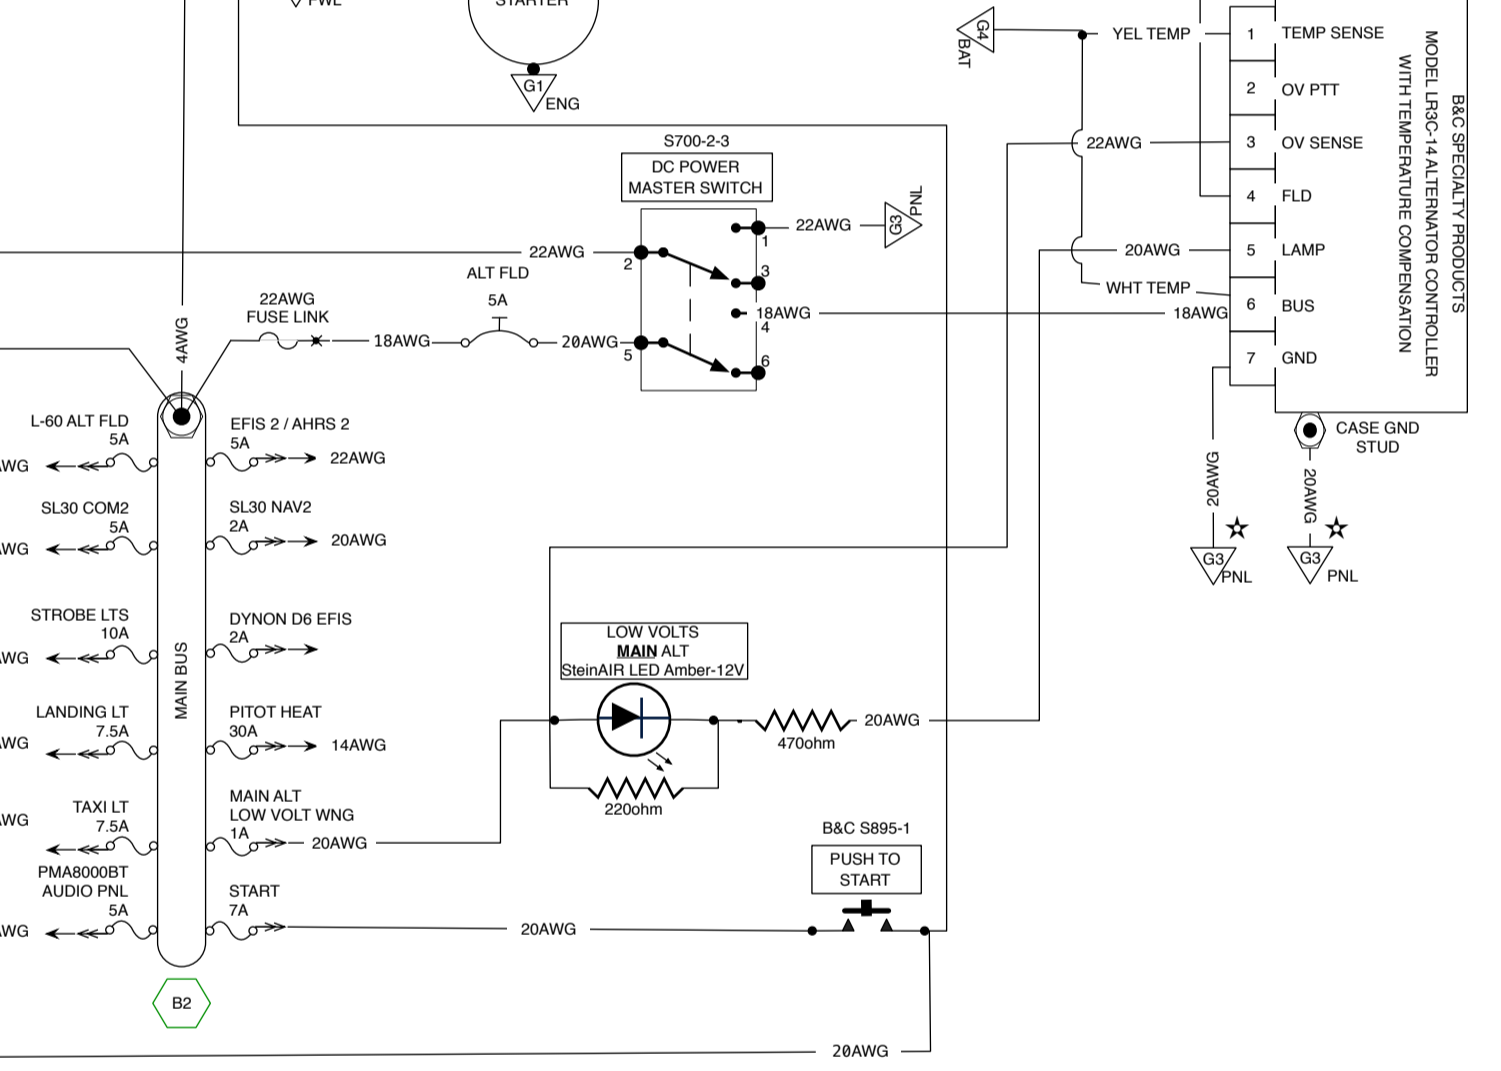 STARTER
G1
ENG
G4
BAT
YEL TEMP
1
TEMP SENSE
2
OV PTT
22AWG
3
OV SENSE
4
FLD
20AWG
5
LAMP
WHT TEMP
18AWG
6
BUS
7
GND
MODEL LR3C-14 ALTERNATOR CONTROLLER
WITH TEMPERATURE COMPENSATION
B&C SPECIALTY PRODUCTS
CASE GND
STUD
20AWG
20AWG
G3
PNL
G3
PNL
S700-2-3
DC POWER
MASTER SWITCH
22AWG
G3
PNL
1
22AWG
2
3
18AWG
4
5
6
ALT FLD
5A
22AWG
FUSE LINK
18AWG
20AWG
4AWG
MAIN BUS
L-60 ALT FLD
5A
WG
EFIS 2 / AHRS 2
5A
22AWG
SL30 COM2
5A
WG
SL30 NAV2
2A
20AWG
STROBE LTS
10A
WG
DYNON D6 EFIS
2A
LANDING LT
7.5A
WG
PITOT HEAT
30A
14AWG
TAXI LT
7.5A
WG
MAIN ALT
LOW VOLT WNG
1A
20AWG
PMA8000BT
AUDIO PNL
5A
WG
START
7A
20AWG
LOW VOLTS
MAIN ALT
SteinAIR LED Amber-12V
470ohm
20AWG
220ohm
B&C S895-1
PUSH TO
START
B2
20AWG